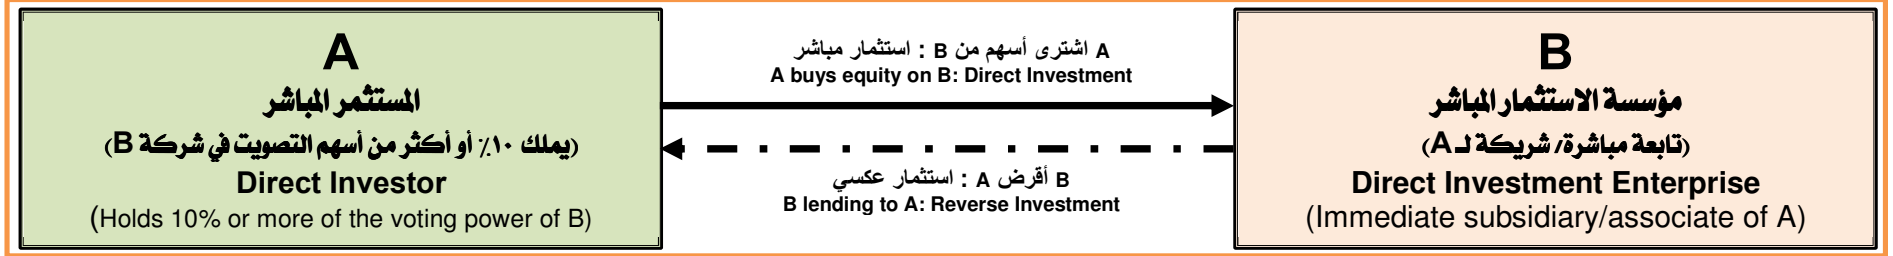 A
المستثمر المباشر
(يملك ١٠٪ أو أكثر من أسهم التصويت في شركة B)
Direct Investor
(Holds 10% or more of the voting power of B)
A اشترى أسهم من B : استثمار مباشر
A buys equity on B: Direct Investment
B أقرض A : استثمار عكسي
B lending to A: Reverse Investment
B
مؤسسة الاستثمار المباشر
(تابعة مباشرة/ شريكة لـ A)
Direct Investment Enterprise
(Immediate subsidiary/associate of A)